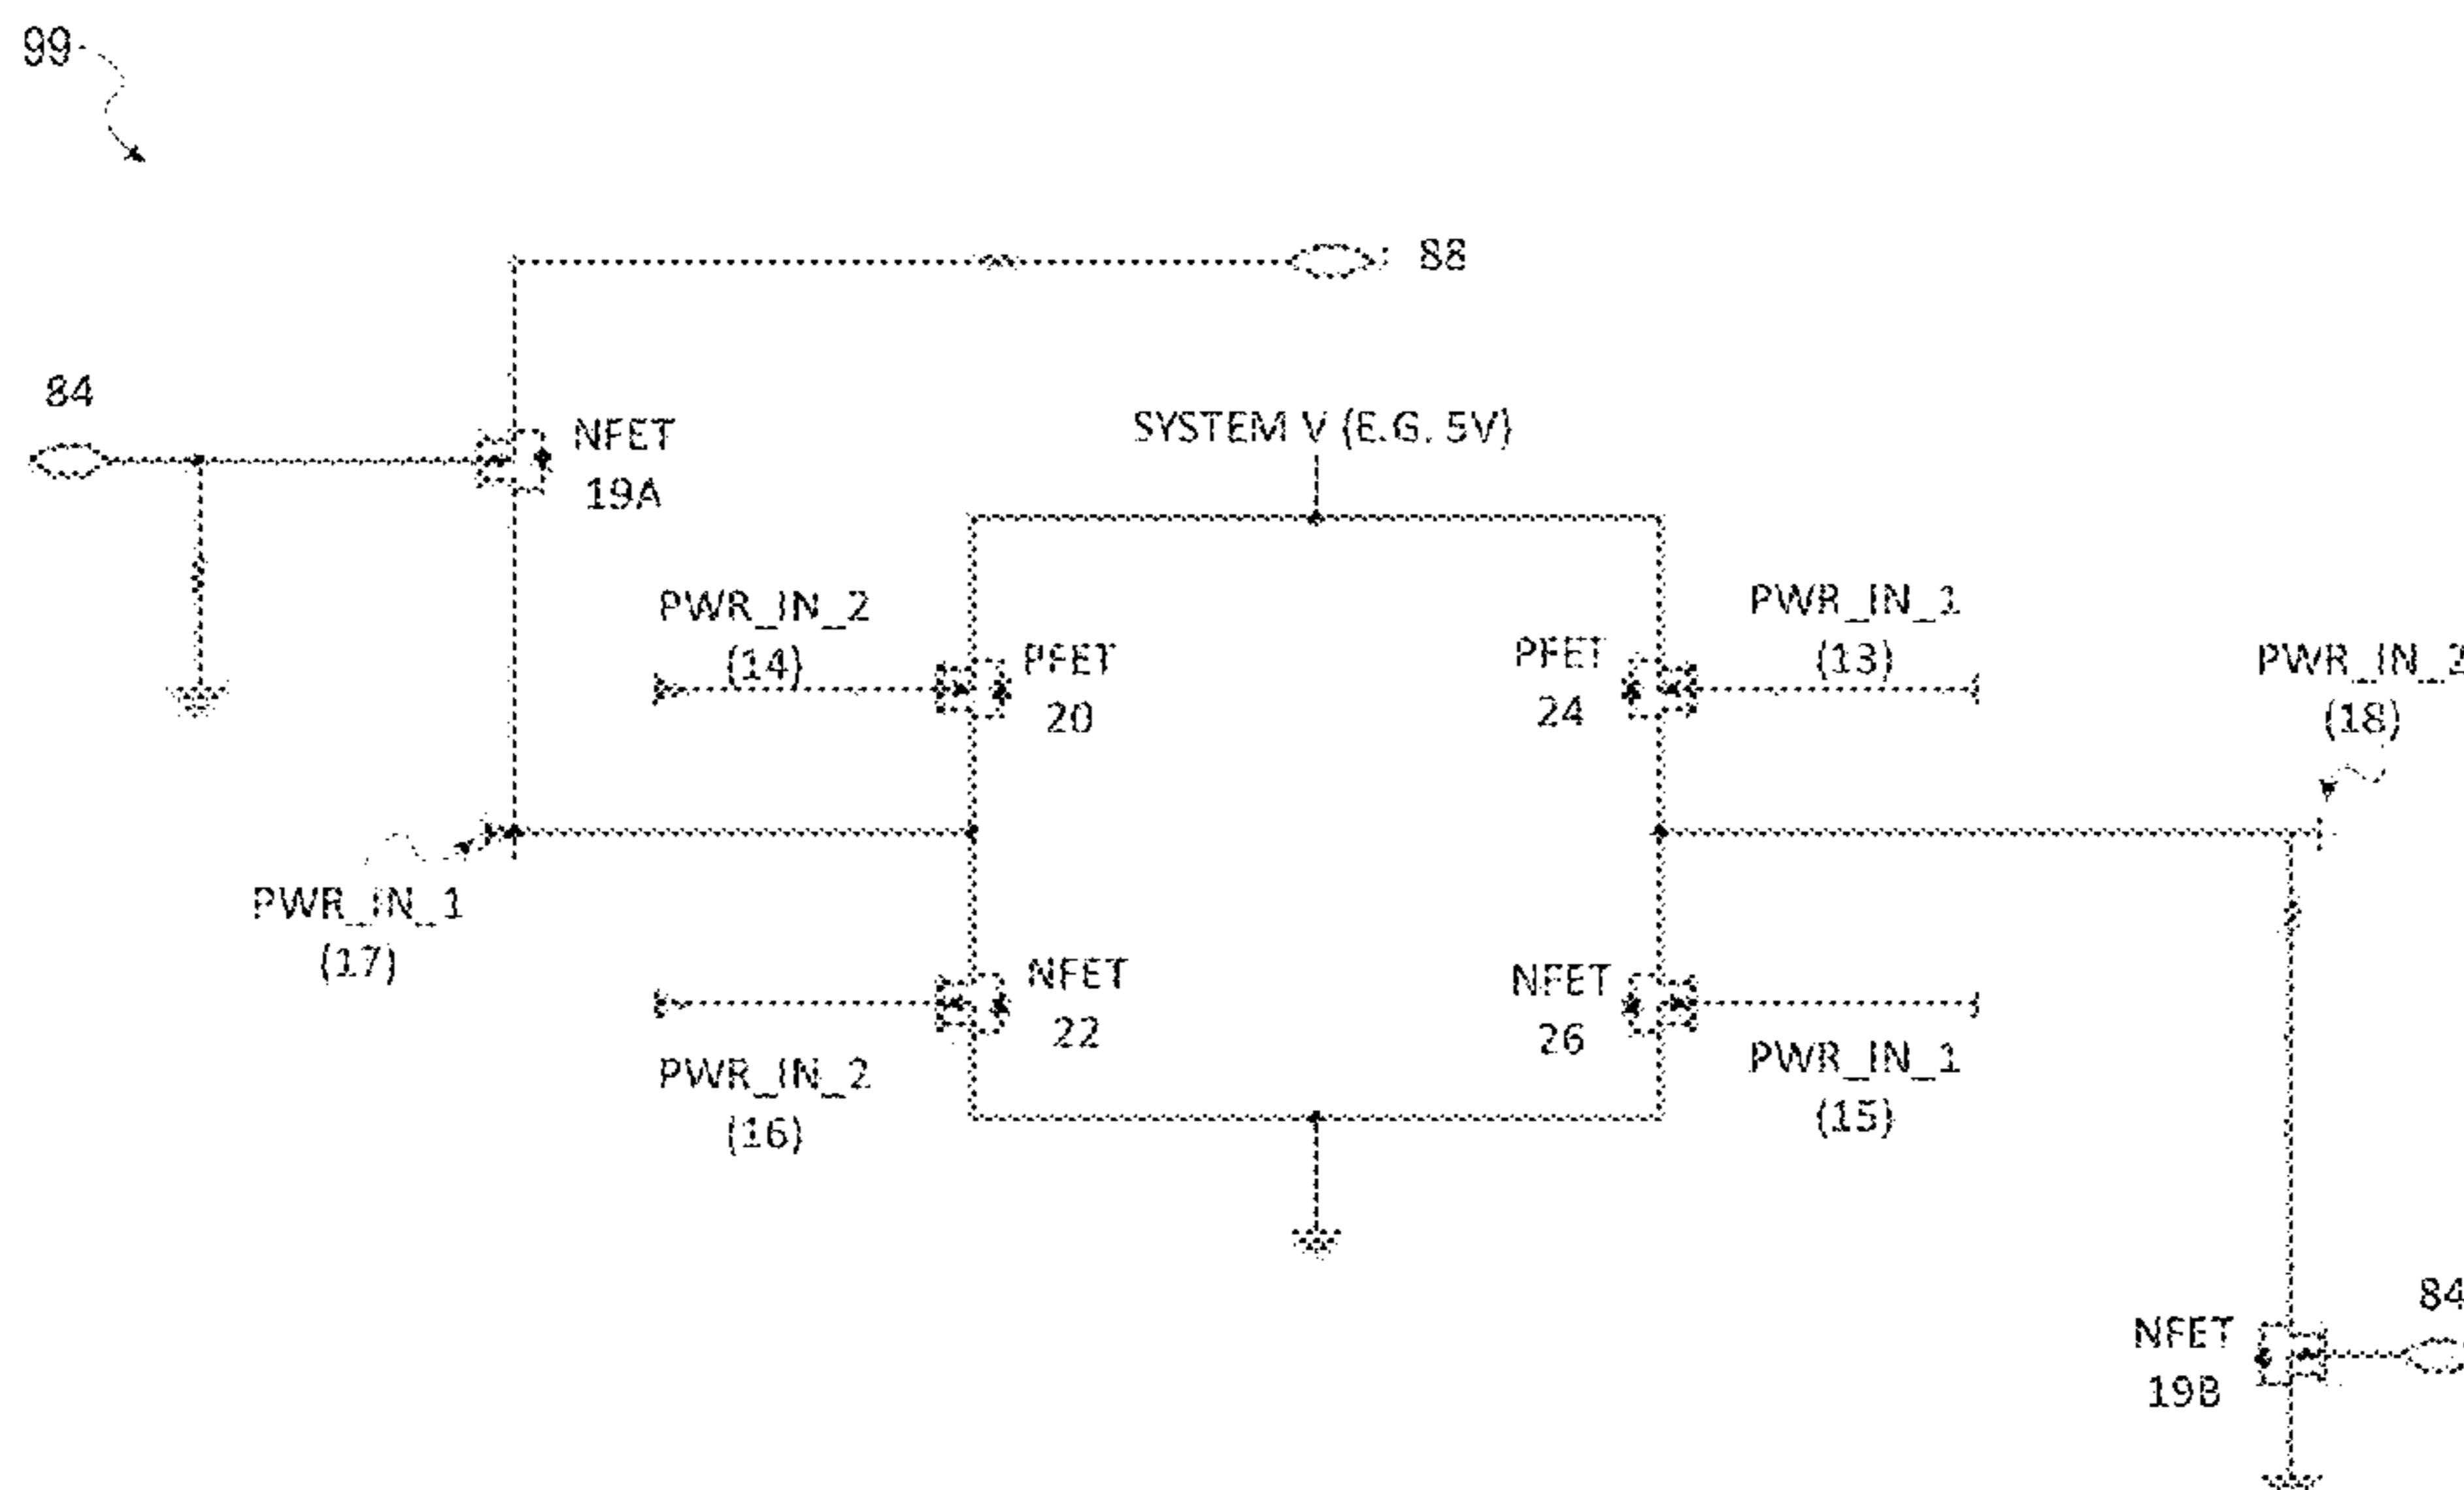 99
88
84
NFET
19A
SYSTEM V (E.G. 5V)
PWR_IN_2
(14)
PFET
20
PFET
24
PWR_IN_1
(13)
PWR_IN_2
(18)
PWR_IN_1
(17)
NFET
22
PWR_IN_2
(16)
NFET
26
PWR_IN_1
(15)
84
NFET
19B